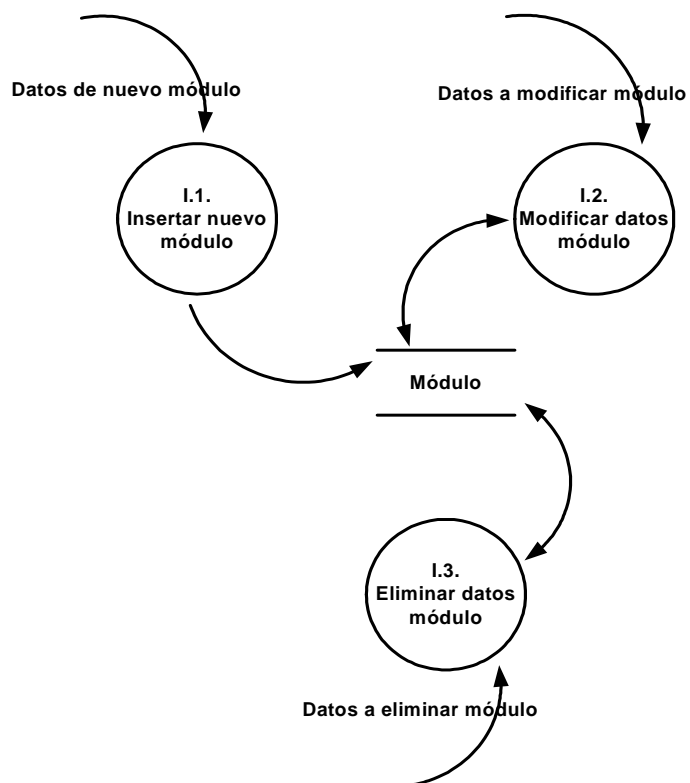 Datos de nuevo módulo
Datos a modificar módulo
I.1.
Insertar nuevo
módulo
I.2.
Modificar datos
módulo
Módulo
I.3.
Eliminar datos
módulo
Datos a eliminar módulo